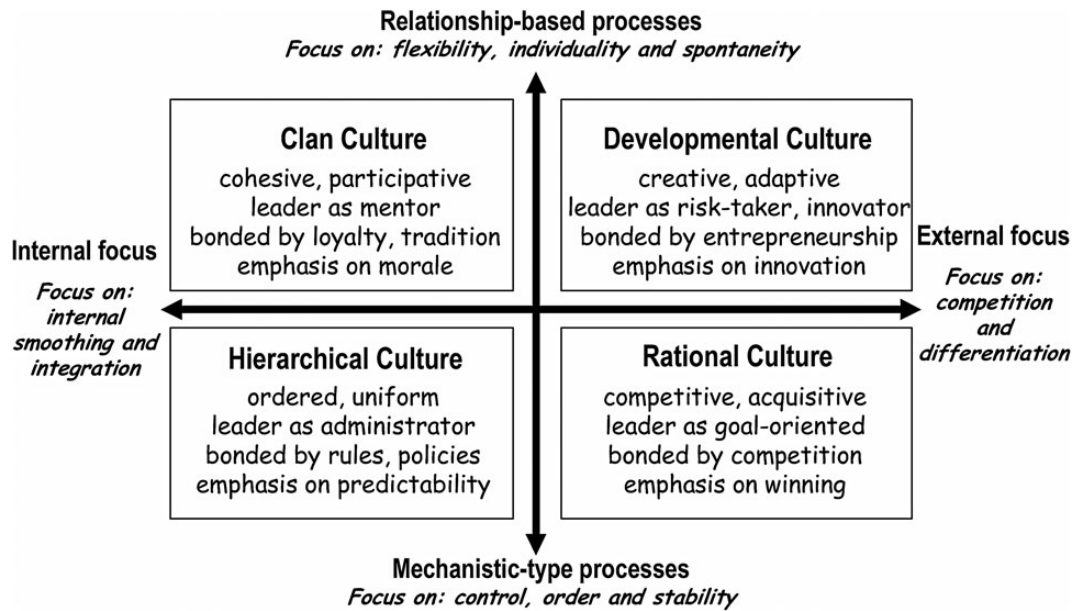 Relationship-based processes
Focus on: flexibility, individuality and spontaneity
Clan Culture
cohesive, participative
leader as mentor
bonded by loyalty, tradition
emphasis on morale
Developmental Culture
creative, adaptive
leader as risk-taker, innovator
bonded by entrepreneurship
emphasis on innovation
Internal focus
Focus on:
internal
smoothing and
integration
External focus
Focus on:
competition
and
differentiation
Hierarchical Culture
ordered, uniform
leader as administrator
bonded by rules, policies
emphasis on predictability
Rational Culture
competitive, acquisitive
leader as goal-oriented
bonded by competition
emphasis on winning
Mechanistic-type processes
Focus on: control, order and stability